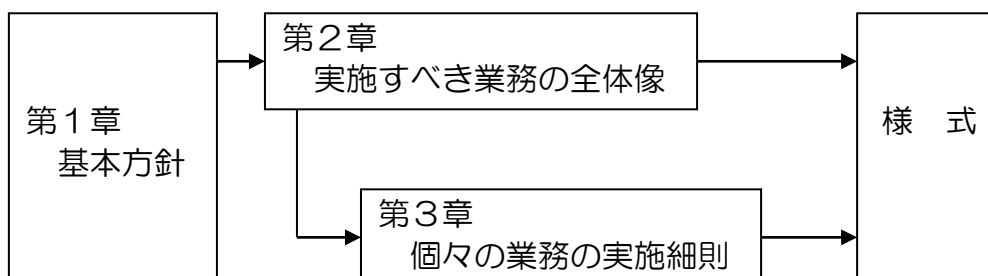 第２章
実施すべき業務の全体像
第１章
基本方針
様　式
第３章
個々の業務の実施細則